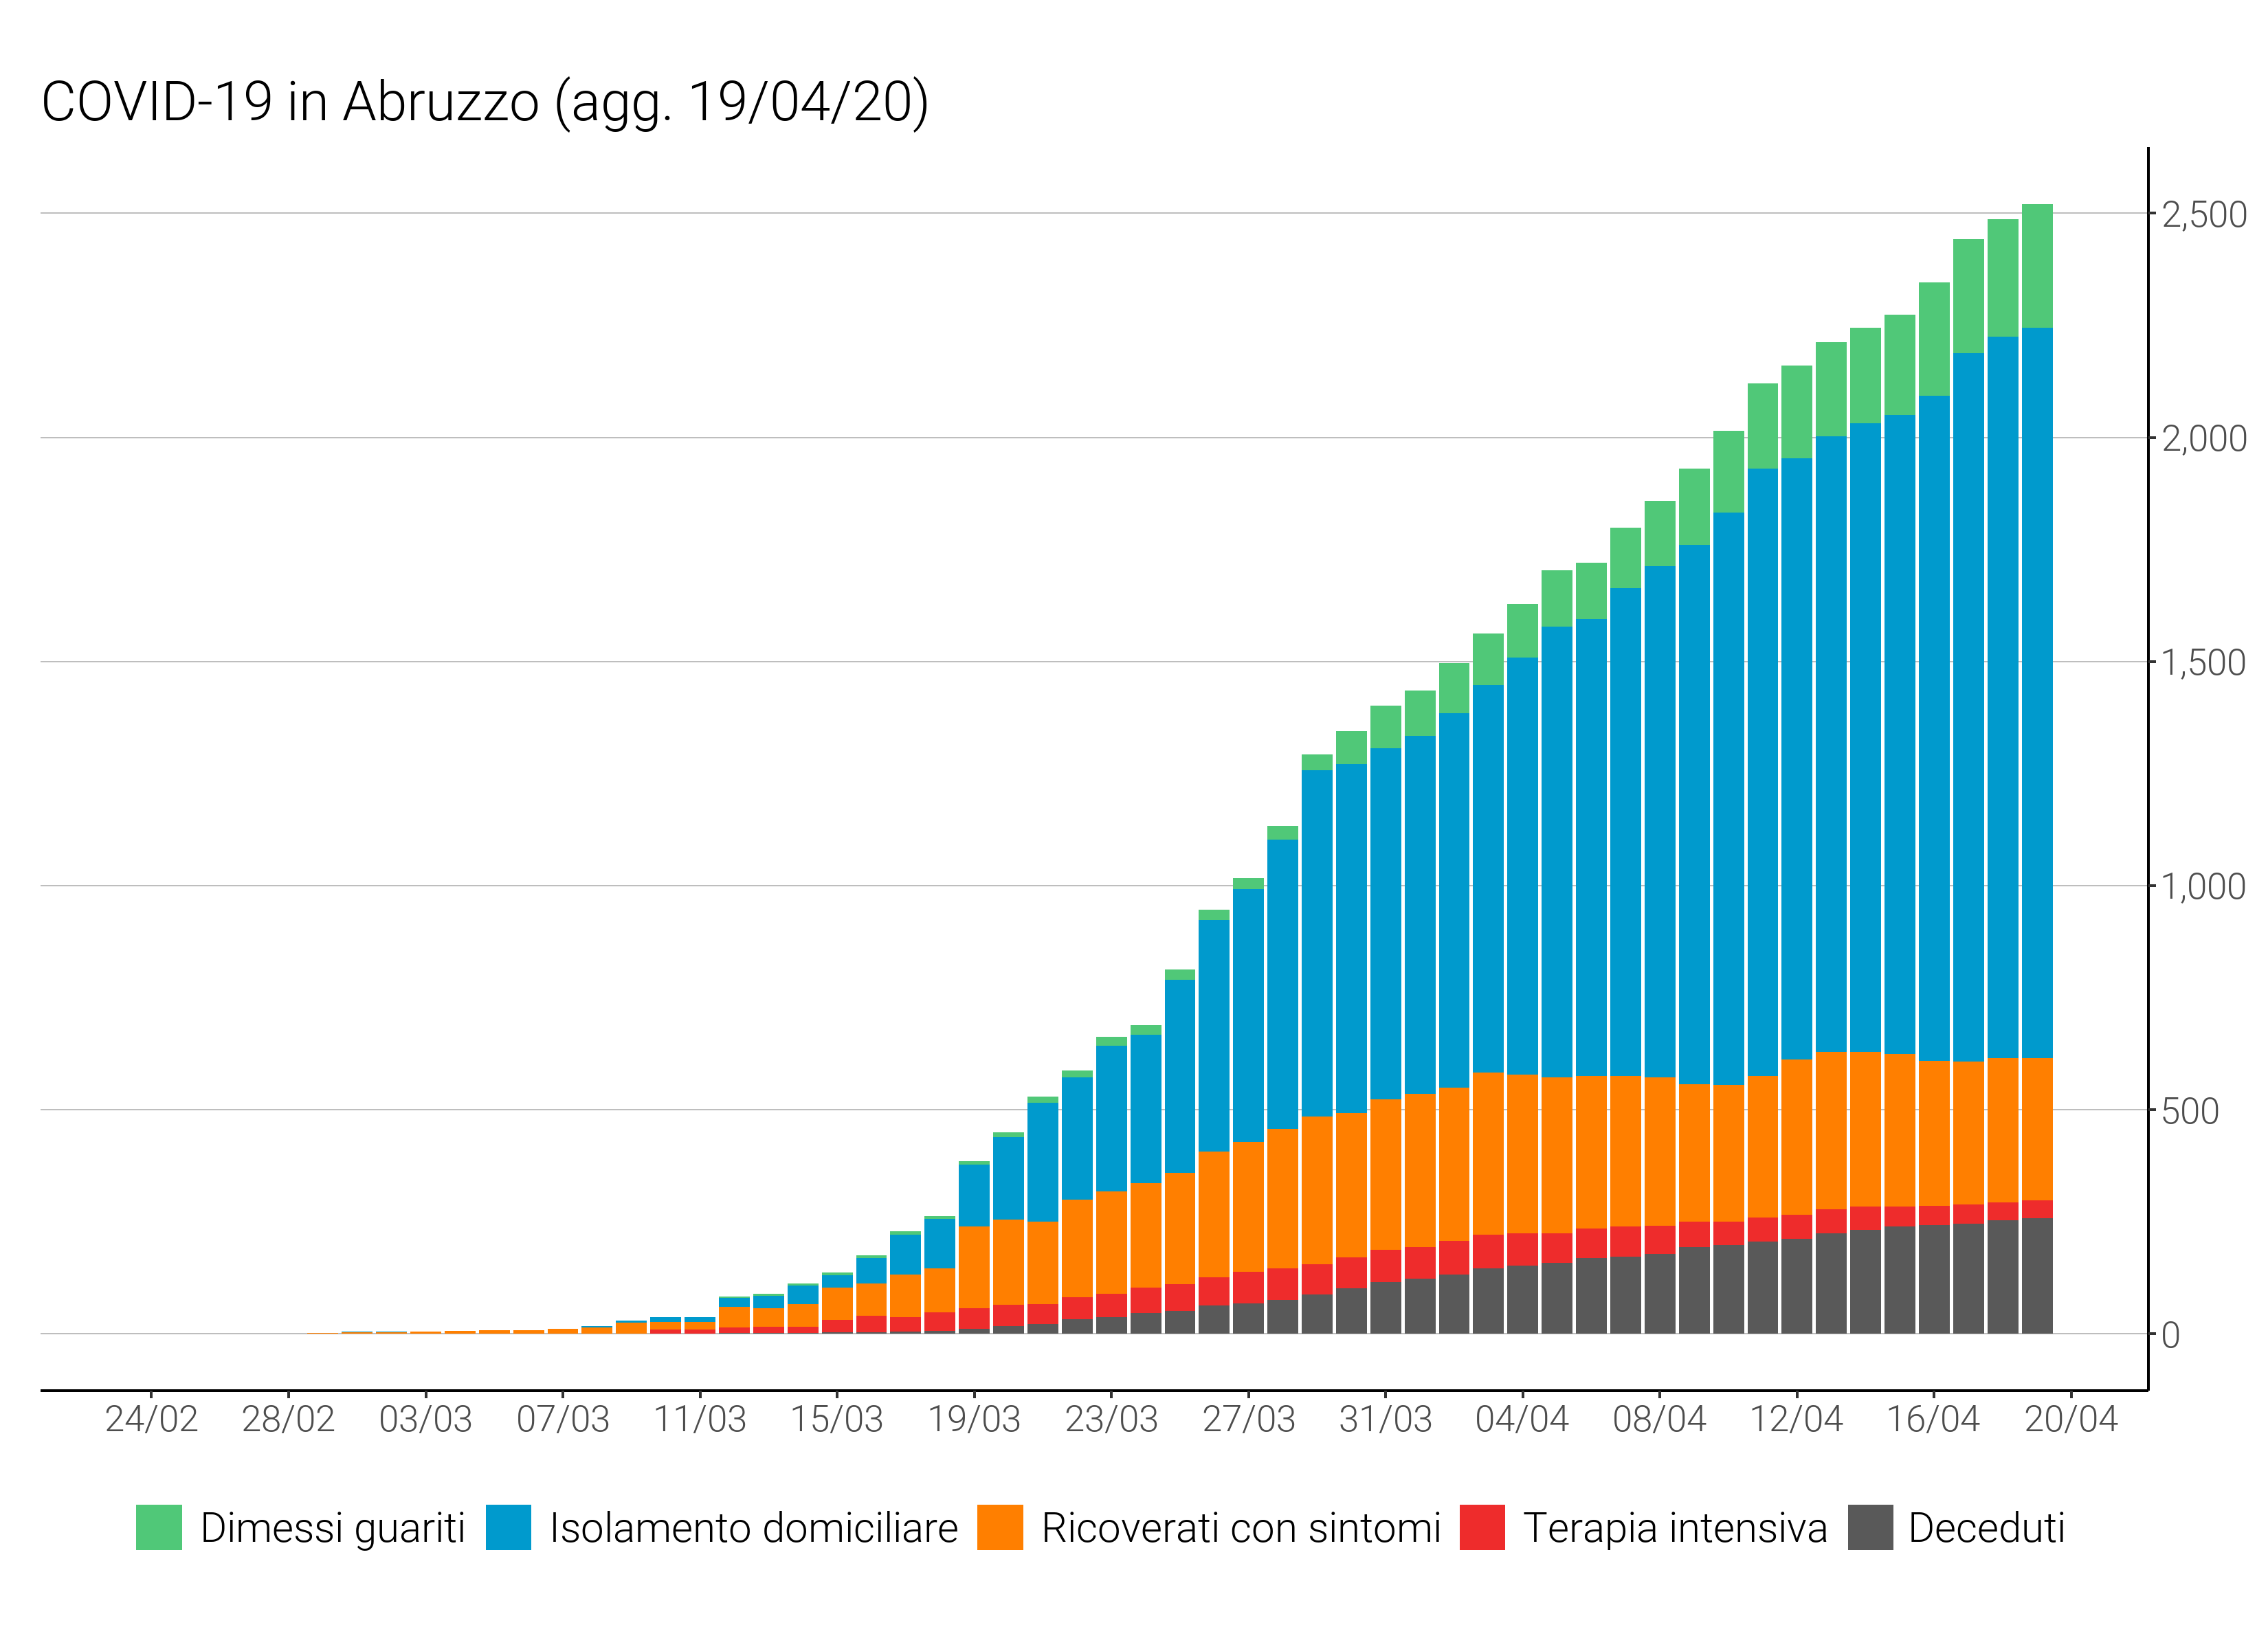 COVID-19 in Abruzzo (agg. 19/04/20)
2,500
2,000
1,500
1,000
500
0
24/02 28/02 03/03 07/03 11/03 15/03 19/03 23/03 27/03 31/03 04/04 08/04 12/04 16/04 20/04
Dimessi guariti Isolamento domiciliare Ricoverati con sintomi Terapia intensiva Deceduti